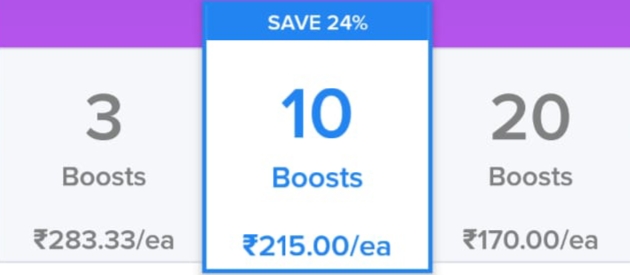 SAVE 24%
3
Boosts
₹283.33/ea
10
Boosts
₹215.00/ea
20
Boosts
₹170.00/ea